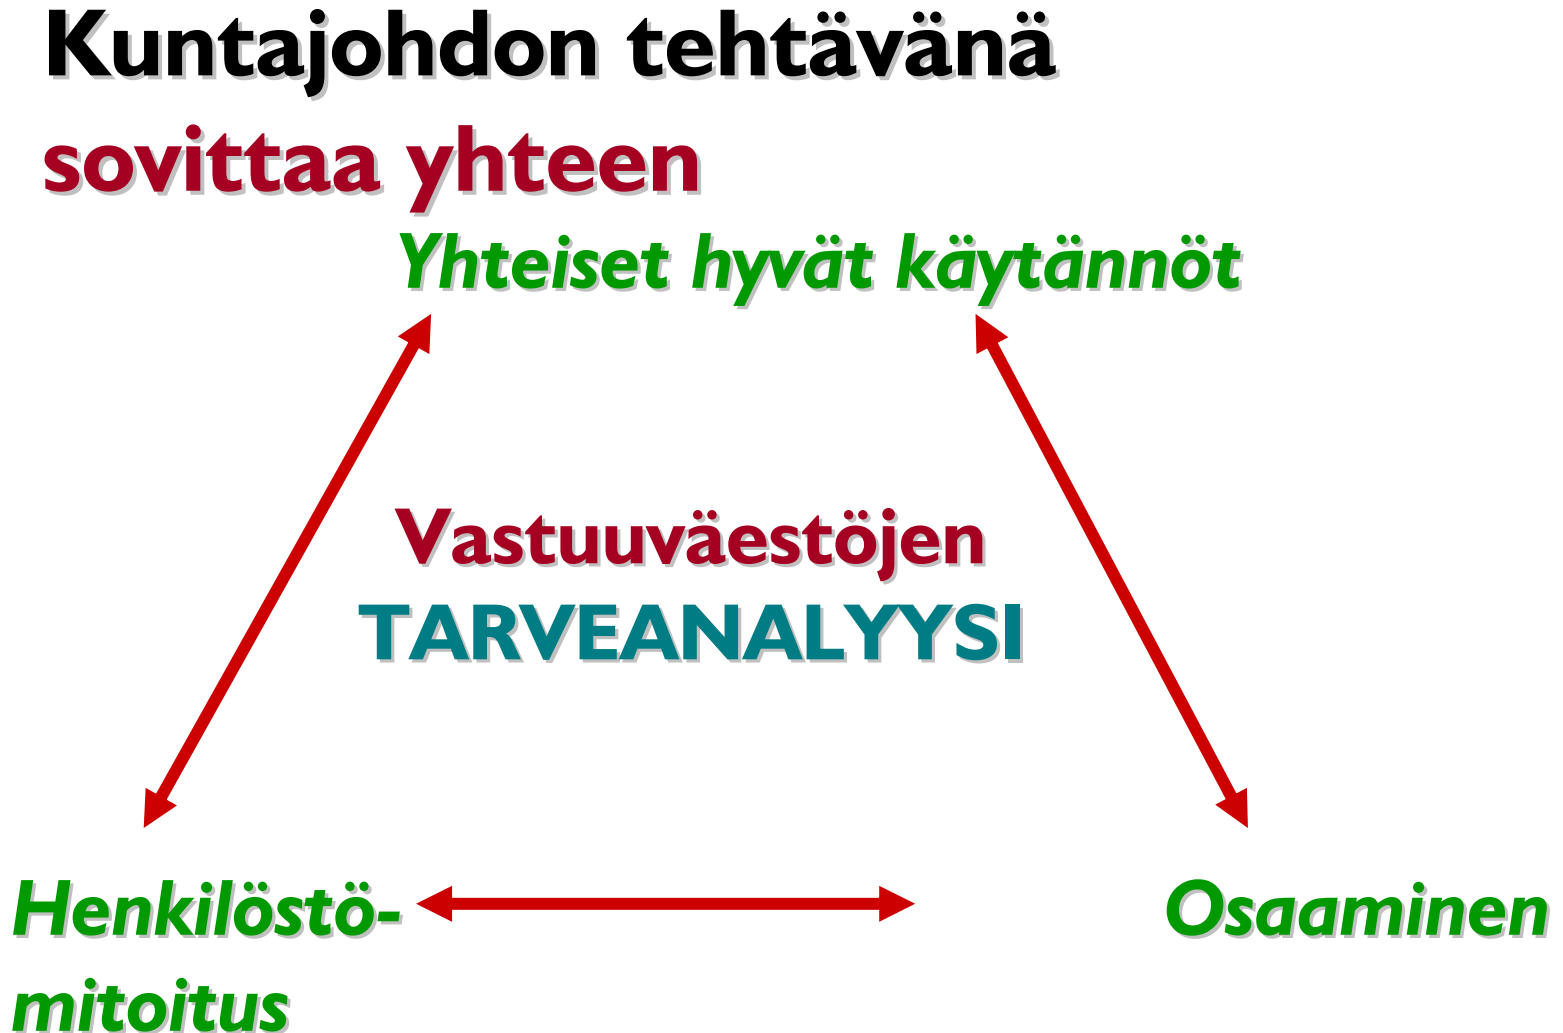 Kuntajohdon tehtävänä
sovittaa yhteen
Yhteiset hyvät käytännöt
Vastuuväestöjen
TARVEANALYYSI
Henkilöstö-
mitoitus
Osaaminen